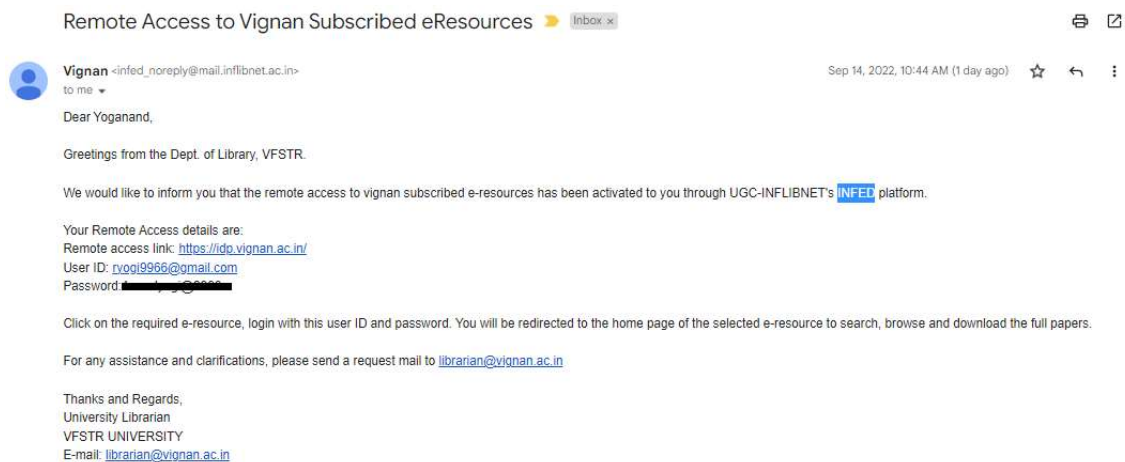 Remote Access to Vignan Subscribed eResources Inbox ×
Vignan <infed_noreply@mail.inflibnet.ac.in> Sep 14, 2022, 10:44 AM (1 day ago)
to me
Dear Yoganand,
Greetings from the Dept. of Library, VFSTR.
We would like to inform you that the remote access to vignan subscribed e-resources has been activated to you through UGC-INFLIBNET's INFED platform.
Your Remote Access details are:
Remote access link: https://idp.vignan.ac.in/
User ID: ryogi9966@gmail.com
Password:
Click on the required e-resource, login with this user ID and password. You will be redirected to the home page of the selected e-resource to search, browse and download the full papers.
For any assistance and clarifications, please send a request mail to librarian@vignan.ac.in
Thanks and Regards,
University Librarian
VFSTR UNIVERSITY
E-mail: librarian@vignan.ac.in